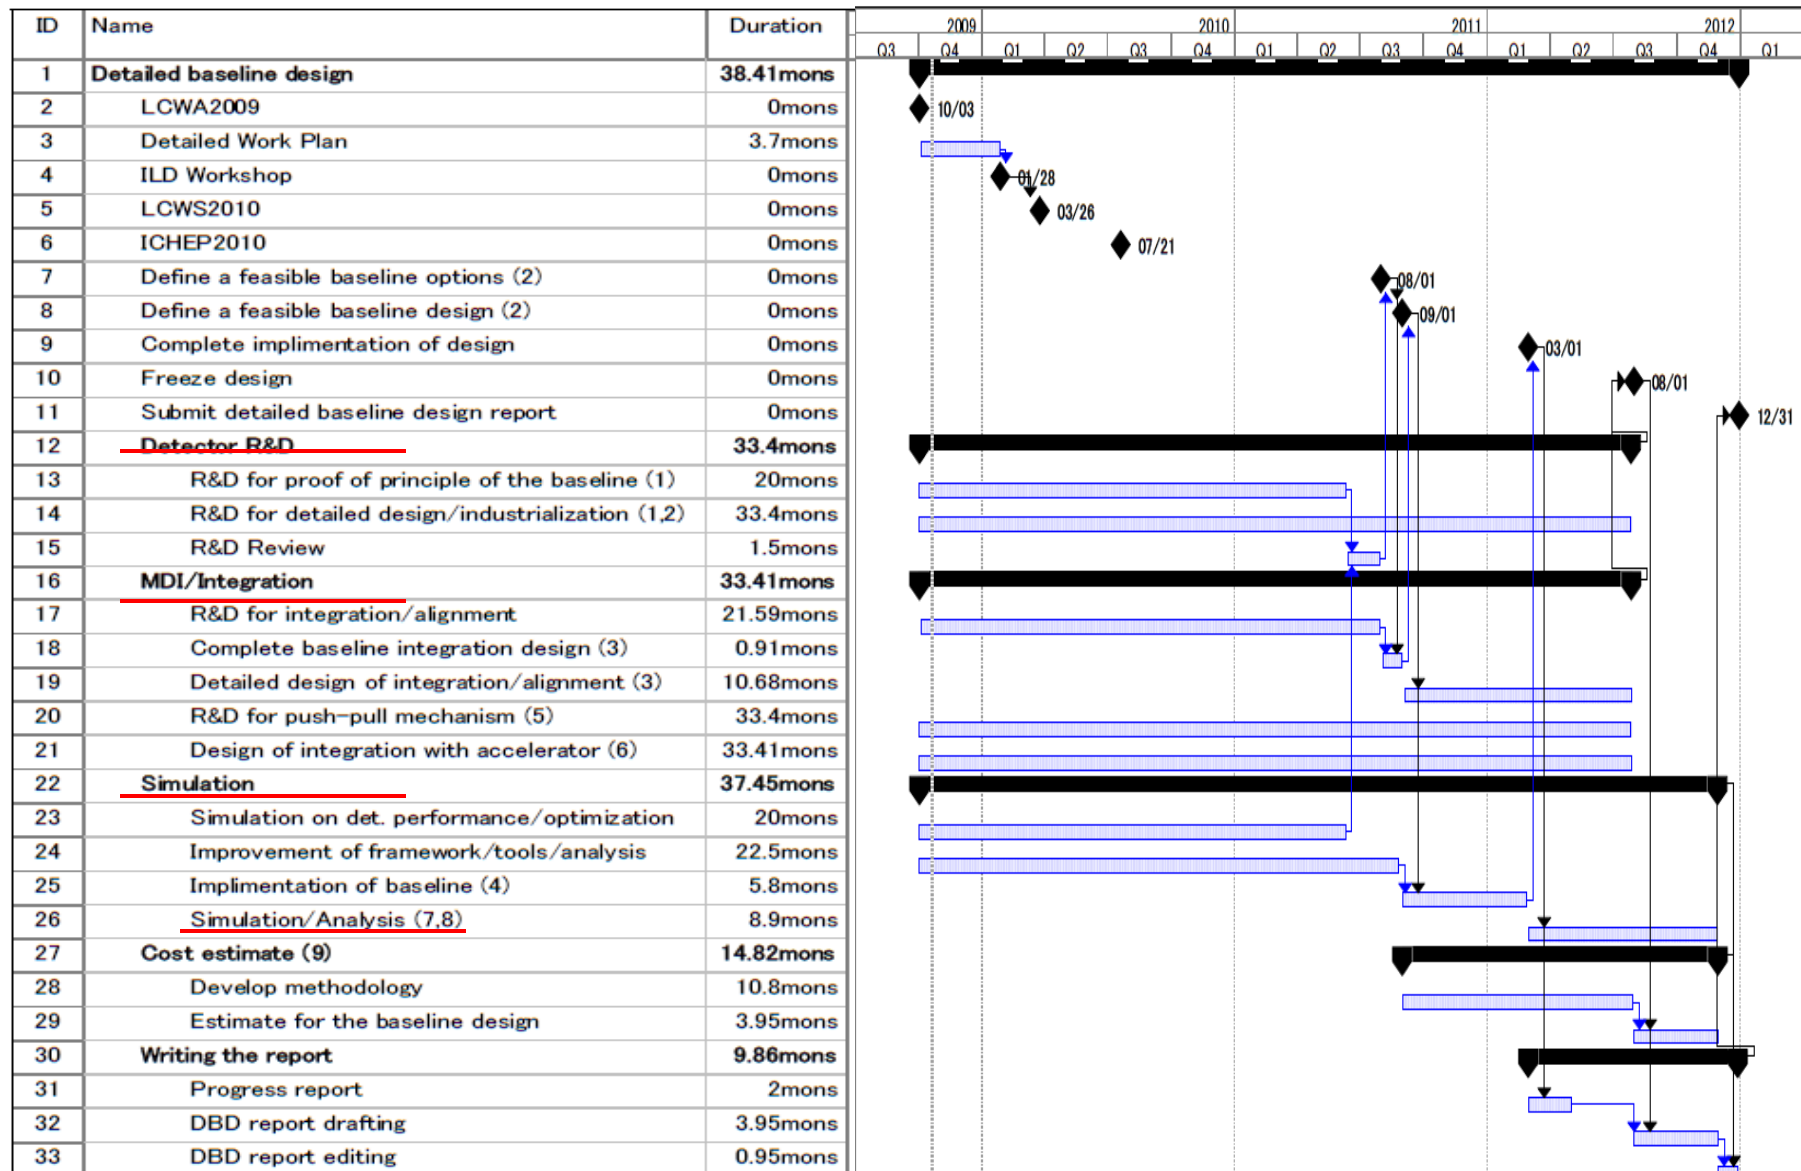 ID Name Duration 2009 2010 2011 2012
Q3 Q4 Q1 Q2 Q3 Q4 Q1 Q2 Q3 Q4 Q1 Q2 Q3 Q4 Q1
1 Detailed baseline design 38.41mons
2 LCWA2009 0mons 10/03
3 Detailed Work Plan 3.7mons
4 ILD Workshop 0mons 01/28
5 LCWS2010 0mons 03/26
6 ICHEP2010 0mons 07/21
7 Define a feasible baseline options (2) 0mons 08/01
8 Define a feasible baseline design (2) 0mons 09/01
9 Complete implimentation of design 0mons 03/01
10 Freeze design 0mons 08/01
11 Submit detailed baseline design report 0mons 12/31
12 Detector R&D 33.4mons
13 R&D for proof of principle of the baseline (1) 20mons
14 R&D for detailed design/industrialization (1,2) 33.4mons
15 R&D Review 1.5mons
16 MDI/Integration 33.41mons
17 R&D for integration/alignment 21.59mons
18 Complete baseline integration design (3) 0.91mons
19 Detailed design of integration/alignment (3) 10.68mons
20 R&D for push-pull mechanism (5) 33.4mons
21 Design of integration with accelerator (6) 33.41mons
22 Simulation 37.45mons
23 Simulation on det. performance/optimization 20mons
24 Improvement of framework/tools/analysis 22.5mons
25 Implimentation of baseline (4) 5.8mons
26 Simulation/Analysis (7,8) 8.9mons
27 Cost estimate (9) 14.82mons
28 Develop methodology 10.8mons
29 Estimate for the baseline design 3.95mons
30 Writing the report 9.86mons
31 Progress report 2mons
32 DBD report drafting 3.95mons
33 DBD report editing 0.95mons